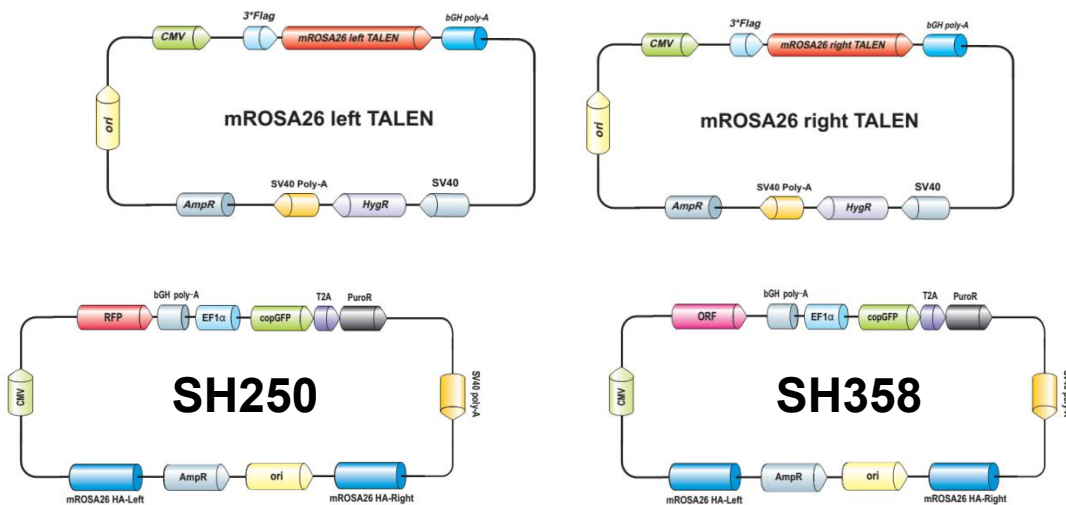 3*Flag
bGH poly-A
CMV
mROSA26 left TALEN
ori
mROSA26 left TALEN
SV40 Poly-A
SV40
AmpR
HygR
3*Flag
bGH poly-A
CMV
mROSA26 right TALEN
ori
mROSA26 right TALEN
SV40 Poly-A
SV40
AmpR
HygR
bGH poly-A
T2A
PuroR
RFP
EF1α
copGFP
CMV
SH250
SV40 poly-A
AmpR
ori
mROSA26 HA-Left
mROSA26 HA-Right
bGH poly-A
T2A
PuroR
ORF
EF1α
copGFP
CMV
SH358
AmpR
ori
mROSA26 HA-Left
mROSA26 HA-Right